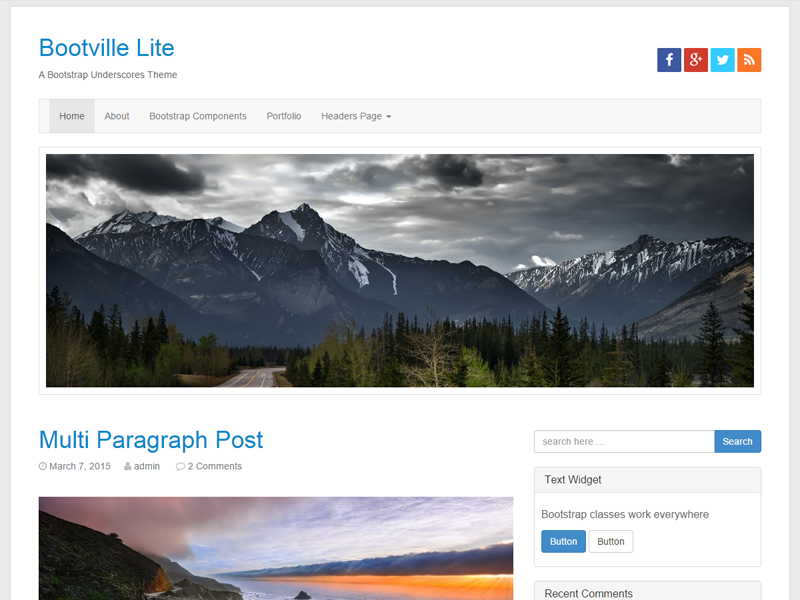 Bootville Lite
A Bootstrap Underscores Theme
f g+
Home About Bootstrap Components Portfolio Headers Page
Multi Paragraph Post
March 7, 2015 admin 2 Comments
search here ... Search
Text Widget
Bootstrap classes work everywhere
Button Button
Recent Comments